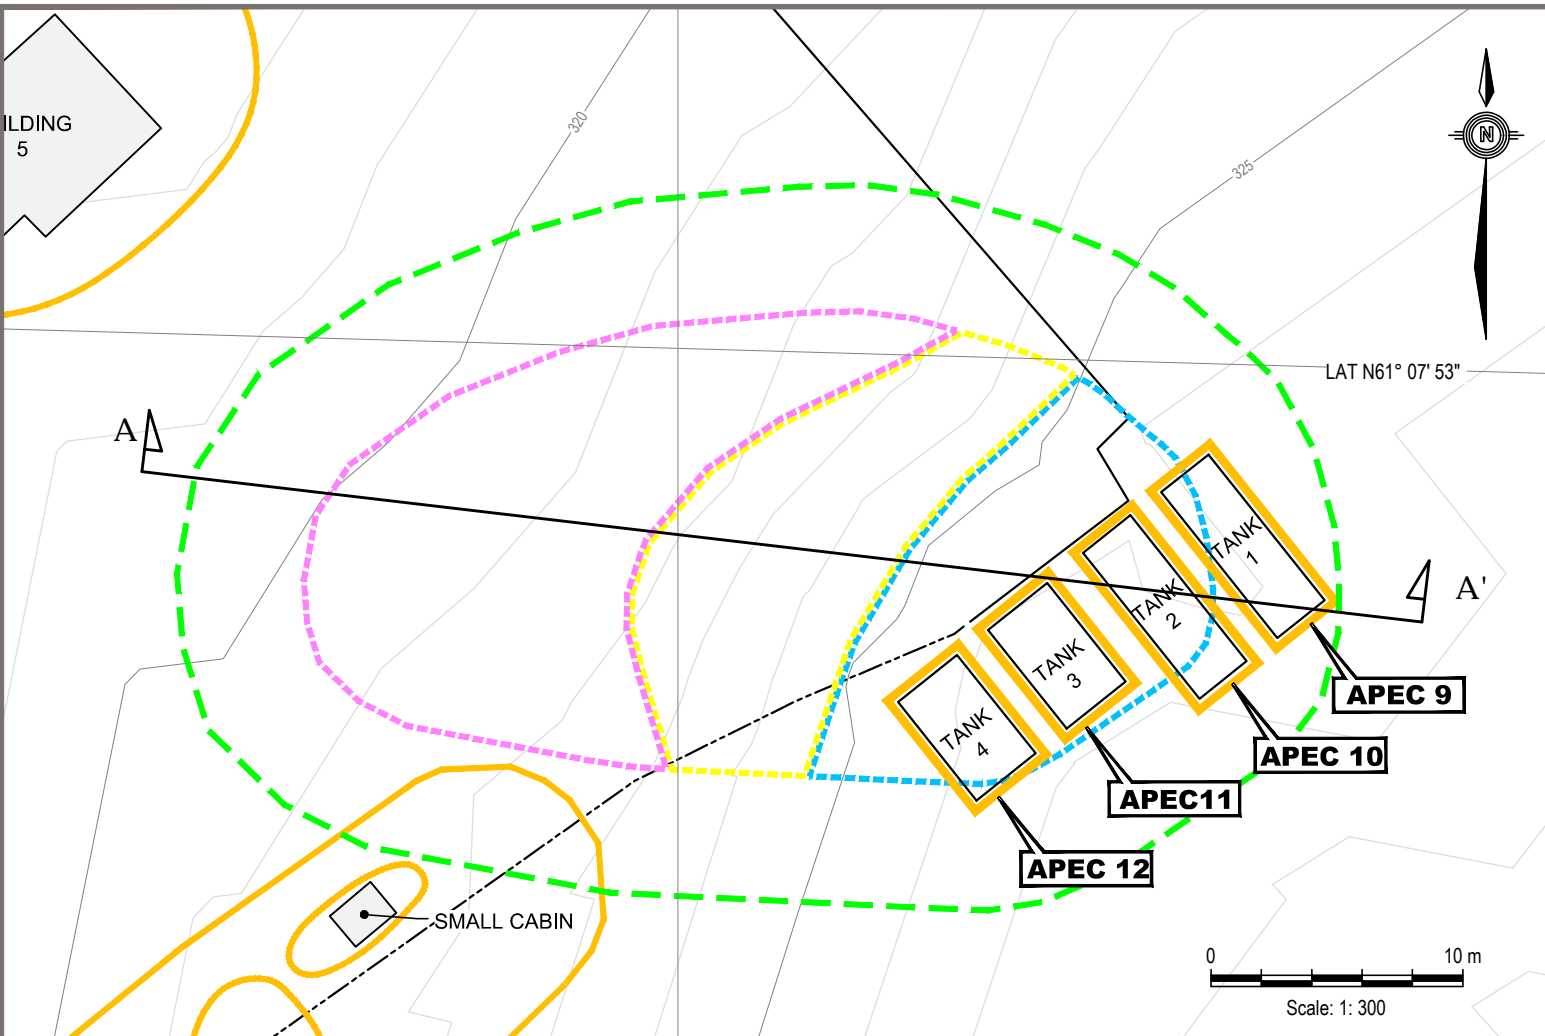 ILDING
5
320
325
N
LAT N61° 07' 53"
A
A'
TANK
1
TANK
2
TANK
3
TANK
4
APEC 9
APEC 10
APEC11
APEC 12
SMALL CABIN
0 10 m
Scale: 1: 300